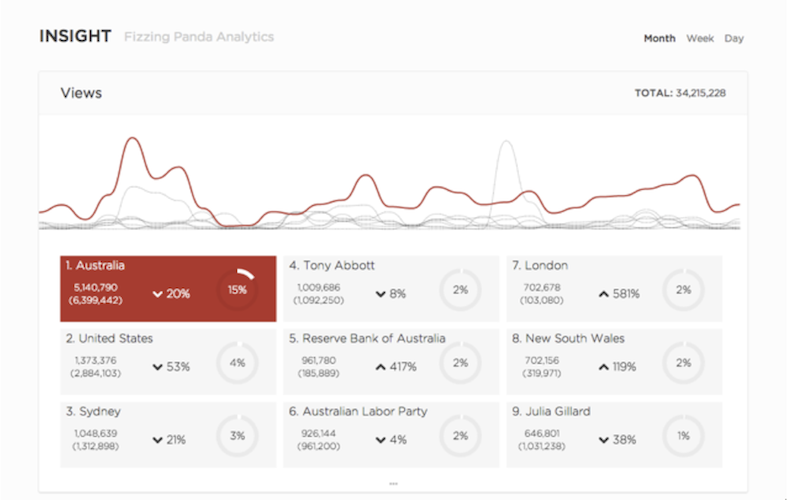 INSIGHT Fizzing Panda Analytics
Month Week Day
Views
TOTAL: 34,215,228
1. Australia
5,140,790
(6,399,442)
20%
15%
4. Tony Abbott
1,009,686
(1,092,250)
8%
2%
7. London
702,678
(103,080)
581%
2%
2. United States
1,373,376
(2,884,103)
53%
4%
5. Reserve Bank of Australia
961,780
(185,889)
417%
2%
8. New South Wales
702,156
(319,971)
119%
2%
3. Sydney
1,048,639
(1,312,898)
21%
3%
6. Australian Labor Party
926,144
(961,200)
4%
2%
9. Julia Gillard
646,801
(1,031,238)
38%
1%
...